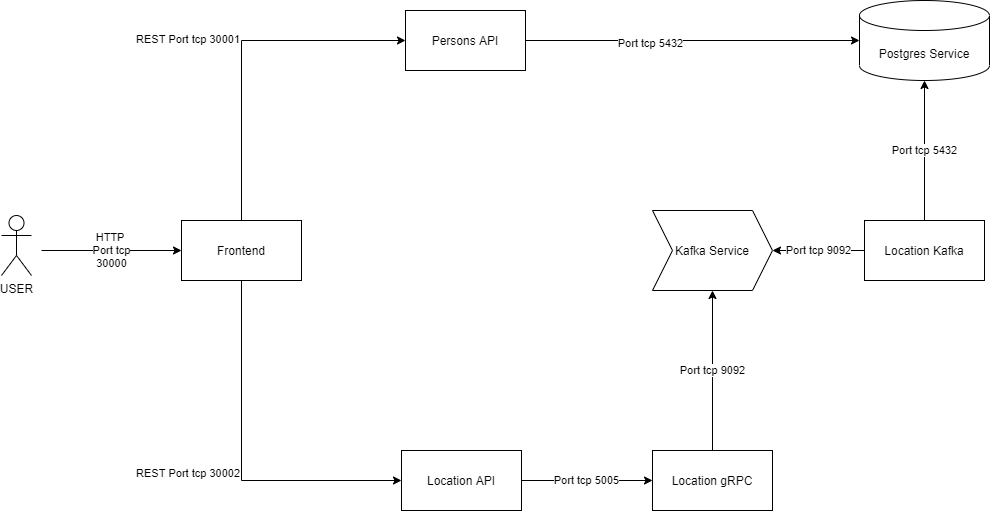 REST Port tcp 30001
Persons API
Port tcp 5432
Postgres Service
Port tcp 5432
HTTP
Port tcp
30000
USER
Frontend
Kafka Service
Port tcp 9092
Location Kafka
Port tcp 9092
REST Port tcp 30002
Location API
Port tcp 5005
Location gRPC